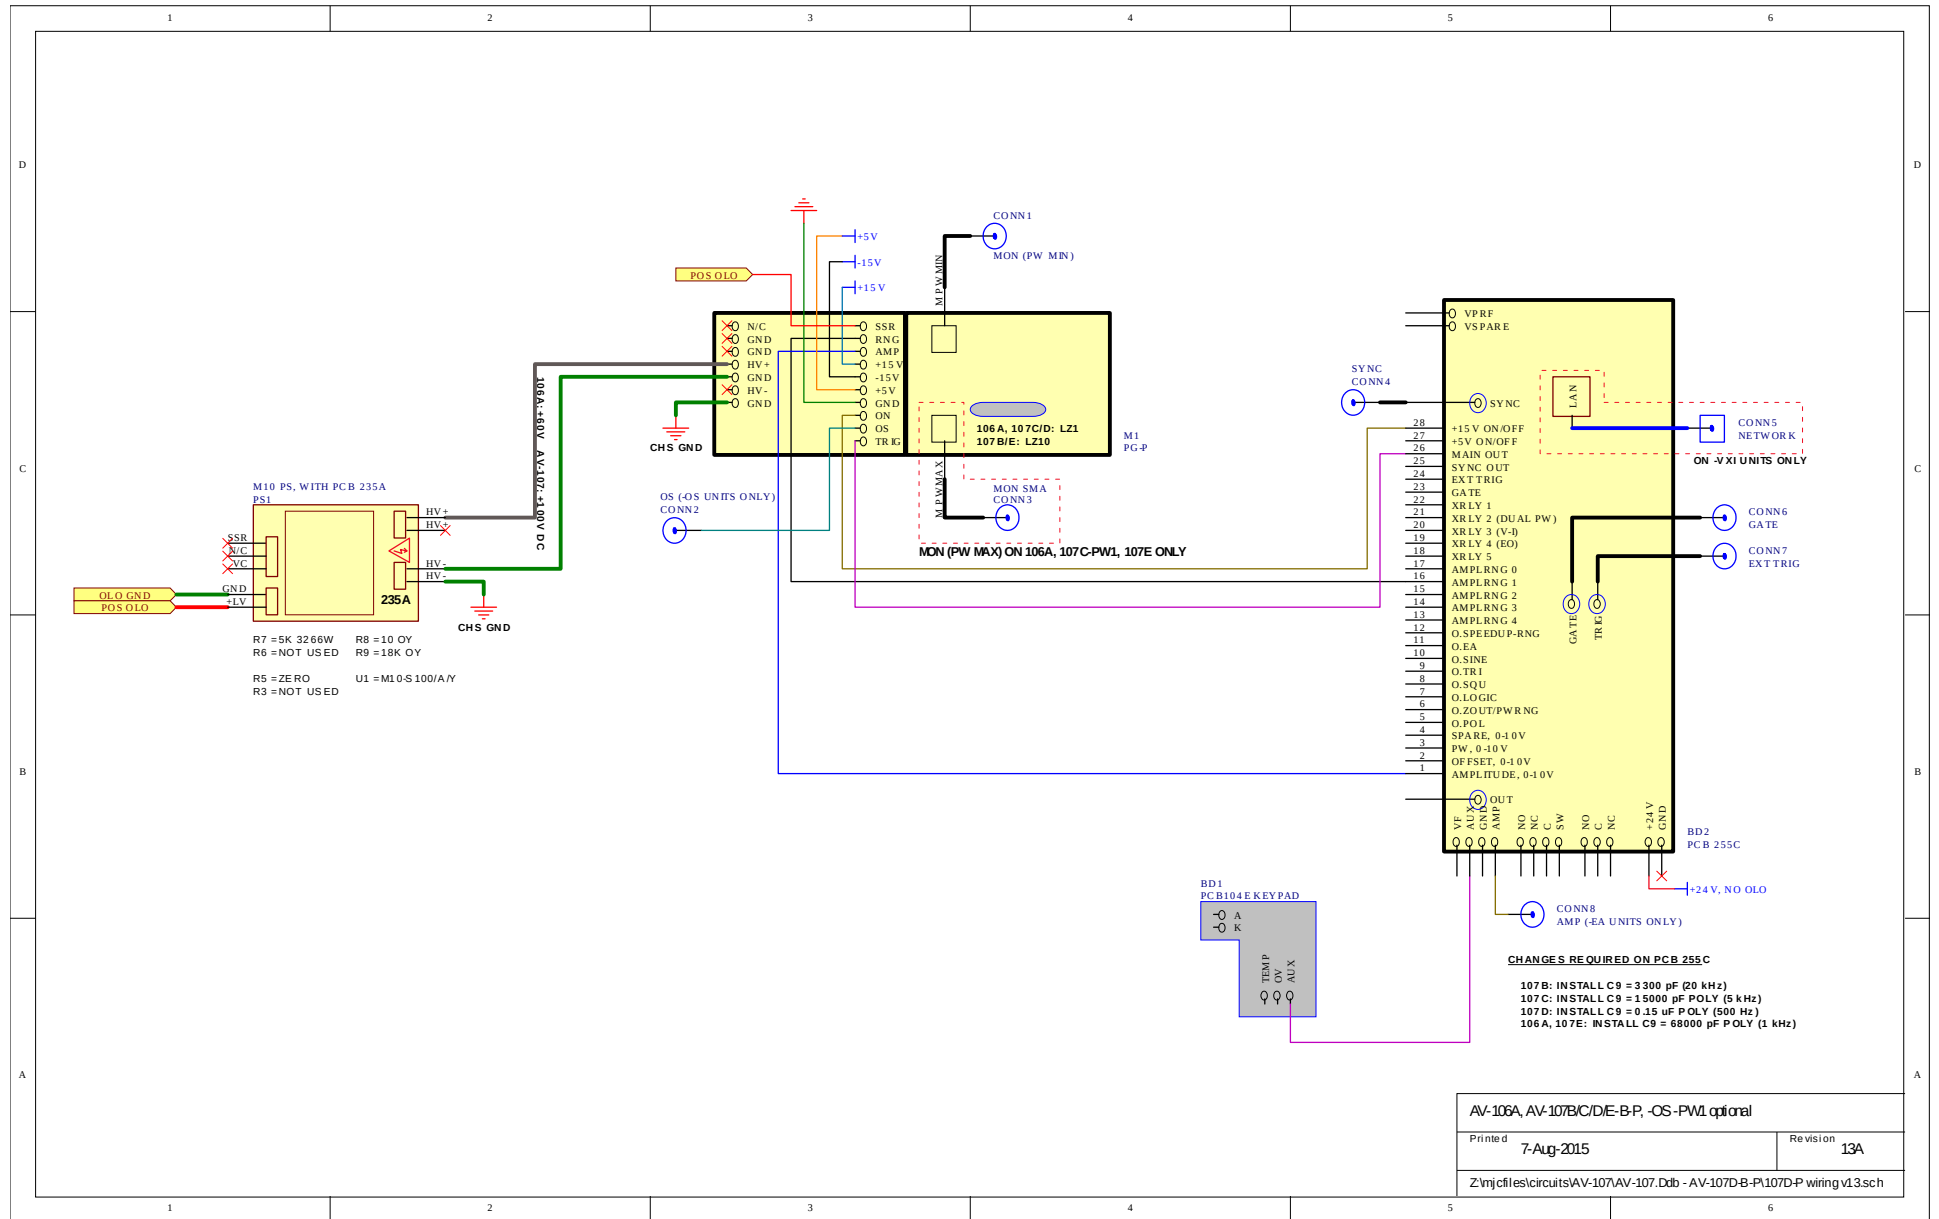 1 2 3 4 5 6
D D
C C
B B
A A
CONN1
MON (PW MIN)
M PWMIN
+5V
-15V
+15V
POS OLO
N/C
GND
GND
HV+
GND
HV-
GND
SSR
RNG
AMP
+15V
-15V
+5V
GND
ON
OS
TRIG
106A, 107C/D: LZ1
107B/E: LZ10
M1
PG-P
CHS GND
106A: +60V AV-107: +100V DC
M PWMAX
MON SMA
CONN3
MON (PW MAX) ON 106A, 107C-PW1, 107E ONLY
OS (-OS UNITS ONLY)
CONN2
M10 PS, WITH PCB 235A
PS1
SSR
N/C
VC
GND
+LV
HV+
HV+
HV-
HV-
235A
OLO GND
POS OLO
CHS GND
R7 = 5K 3266W R8 = 10 OY
R6 = NOT USED R9 = 18K OY
R5 = ZERO U1 = M10-S100/A/Y
R3 = NOT USED
VPRF
VSPARE
SYNC
CONN4
SYNC
LAN
CONN5
NETWORK
ON -VXI UNITS ONLY
28 +15V ON/OFF
27 +5V ON/OFF
26 MAIN OUT
25 SYNC OUT
24 EXT TRIG
23 GATE
22 XRLY 1
21 XRLY 2 (DUAL PW)
20 XRLY 3 (V-I)
19 XRLY 4 (EO)
18 XRLY 5
17 AMPLRNG 0
16 AMPLRNG 1
15 AMPLRNG 2
14 AMPLRNG 3
13 AMPLRNG 4
12 O.SPEEDUP-RNG
11 O.EA
10 O.SINE
9 O.TRI
8 O.SQU
7 O.LOGIC
6 O.ZOUT/PWRNG
5 O.POL
4 SPARE, 0-10V
3 PW, 0-10V
2 OFFSET, 0-10V
1 AMPLITUDE, 0-10V
CONN6
GATE
CONN7
EXT TRIG
GATE
TRIG
OUT
VF
AUX
GND
AMP
NO
NC
C
SW
NO
C
NC
+24V
GND
BD2
PCB 255C
+24V, NO OLO
CONN8
AMP (-EA UNITS ONLY)
BD1
PCB104E KEYPAD
A
K
TEMP
OV
AUX
CHANGES REQUIRED ON PCB 255C
107B: INSTALL C9 = 3300 pF (20 kHz)
107C: INSTALL C9 = 15000 pF POLY (5 kHz)
107D: INSTALL C9 = 0.15 uF POLY (500 Hz)
106A, 107E: INSTALL C9 = 68000 pF POLY (1 kHz)
AV-106A, AV-107B/C/D/E-B-P, -OS -PW1 optional
Printed 7-Aug-2015 Revision 13A
Z:\mjcfiles\circuits\AV-107\AV-107.Ddb - AV-107D-B-P\107D-P wiring v13.sch
1 2 3 4 5 6